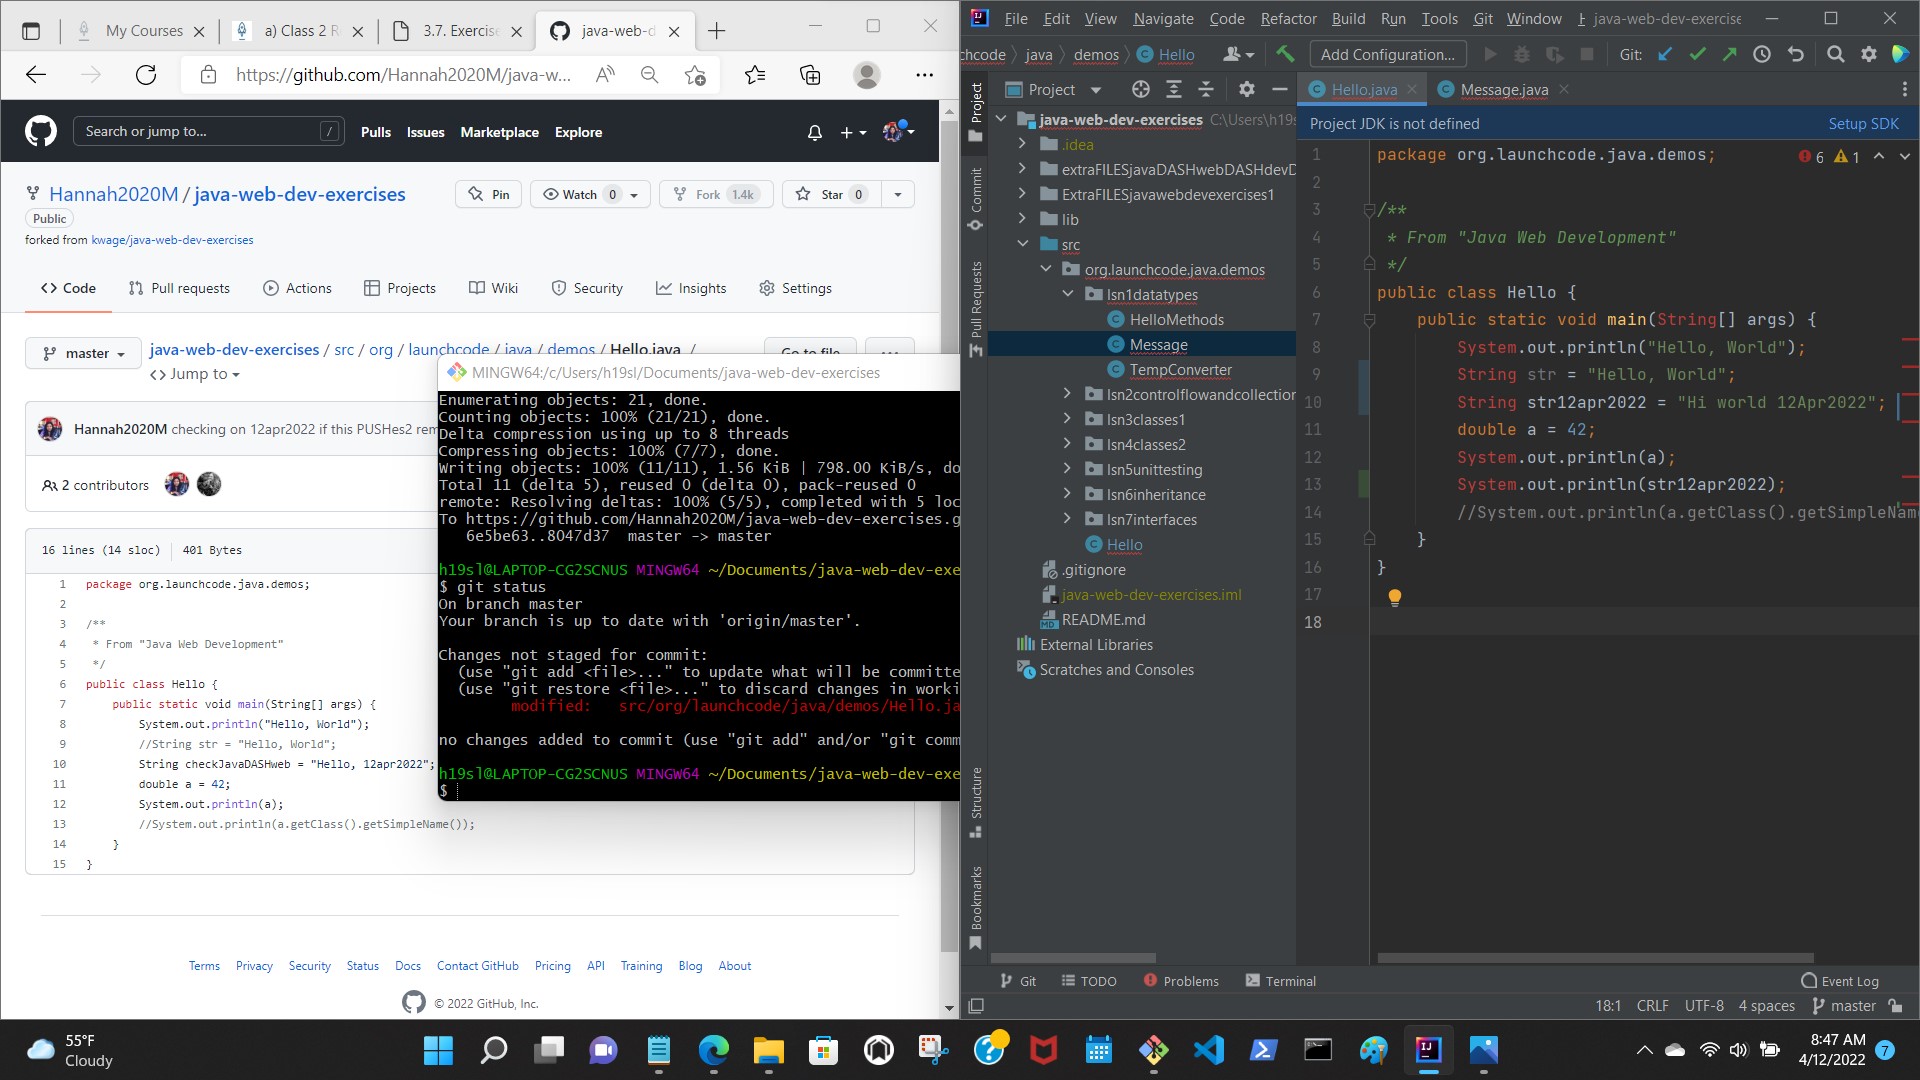 My Courses
a) Class 2 R
3.7. Exercise
java-web-d
https://github.com/Hannah2020M/java-w...
Search or jump to...
/
Pulls
Issues
Marketplace
Explore
Hannah2020M / java-web-dev-exercises
Public
forked from kwage/java-web-dev-exercises
Pin
Watch 0
Fork 1.4k
Star 0
<> Code
Pull requests
Actions
Projects
Wiki
Security
Insights
Settings
master
java-web-dev-exercises / src / org / launchcode / java / demos / Hello.java /
<> Jump to
Go to file
...
Hannah2020M checking on 12apr2022 if this PUSHes2 rem
2 contributors
16 lines (14 sloc)
401 Bytes
1 package org.launchcode.java.demos;
2
3 /**
4 * From "Java Web Development"
5 */
6 public class Hello {
7 public static void main(String[] args) {
8 System.out.println("Hello, World");
9 //String str = "Hello, World";
10 String checkJavaDASHweb = "Hello, 12apr2022";
11 double a = 42;
12 System.out.println(a);
13 //System.out.println(a.getClass().getSimpleName());
14 }
15 }
Terms
Privacy
Security
Status
Docs
Contact GitHub
Pricing
API
Training
Blog
About
© 2022 GitHub, Inc.
MINGW64:/c/Users/h19sl/Documents/java-web-dev-exercises
Enumerating objects: 21, done.
Counting objects: 100% (21/21), done.
Delta compression using up to 8 threads
Compressing objects: 100% (7/7), done.
Writing objects: 100% (11/11), 1.56 KiB | 798.00 KiB/s, do
Total 11 (delta 5), reused 0 (delta 0), pack-reused 0
remote: Resolving deltas: 100% (5/5), completed with 5 loc
To https://github.com/Hannah2020M/java-web-dev-exercises.g
6e5be63..8047d37 master -> master
h19sl@LAPTOP-CG2SCNUS MINGW64 ~/Documents/java-web-dev-exe
$ git status
On branch master
Your branch is up to date with 'origin/master'.
Changes not staged for commit:
(use "git add <file>..." to update what will be committe
(use "git restore <file>..." to discard changes in worki
modified: src/org/launchcode/java/demos/Hello.ja
no changes added to commit (use "git add" and/or "git comm
h19sl@LAPTOP-CG2SCNUS MINGW64 ~/Documents/java-web-dev-exe
$
File
Edit
View
Navigate
Code
Refactor
Build
Run
Tools
Git
Window
java-web-dev-exercise
chcode
java
demos
Hello
Add Configuration...
Git:
Project
Hello.java
Message.java
Project JDK is not defined
Setup SDK
Project
Commit
Pull Requests
Structure
Bookmarks
java-web-dev-exercises C:\Users\h19s
.idea
extraFILESjavaDASHwebDASHdevD
ExtraFILESjavawebdevexercises1
lib
src
org.launchcode.java.demos
lsn1datatypes
HelloMethods
Message
TempConverter
lsn2controlflowandcollection
lsn3classes1
lsn4classes2
lsn5unittesting
lsn6inheritance
lsn7interfaces
Hello
.gitignore
java-web-dev-exercises.iml
README.md
External Libraries
Scratches and Consoles
6
1
1 package org.launchcode.java.demos;
2
3 /**
4 * From "Java Web Development"
5 */
6 public class Hello {
7 public static void main(String[] args) {
8 System.out.println("Hello, World");
9 String str = "Hello, World";
10 String str12apr2022 = "Hi world 12Apr2022";
11 double a = 42;
12 System.out.println(a);
13 System.out.println(str12apr2022);
14 //System.out.println(a.getClass().getSimpleNam
15 }
16 }
17
18
Git
TODO
Problems
Terminal
Event Log
18:1
CRLF
UTF-8
4 spaces
master
55°F
Cloudy
8:47 AM
4/12/2022
7